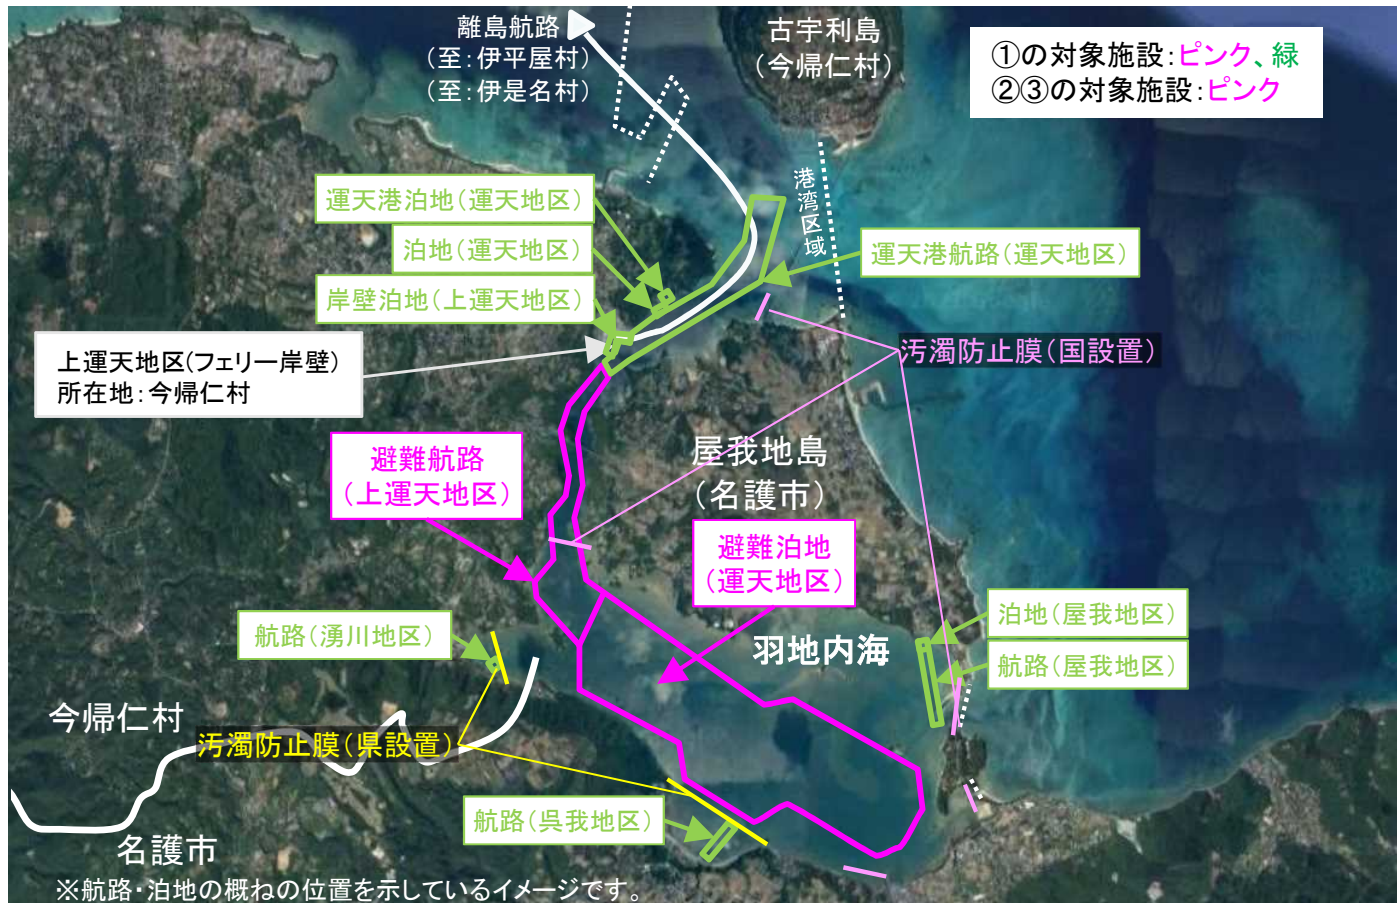 離島航路
（至：伊平屋村）
（至：伊是名村）
古宇利島
（今帰仁村）
①の対象施設：ピンク、緑
②③の対象施設：ピンク
港湾区域
運天港泊地（運天地区）
泊地（運天地区）
岸壁泊地（上運天地区）
運天港航路（運天地区）
上運天地区（フェリー岸壁）
所在地：今帰仁村
汚濁防止膜（国設置）
避難航路
（上運天地区）
屋我地島
（名護市）
避難泊地
（運天地区）
航路（湧川地区）
羽地内海
泊地（屋我地区）
航路（屋我地区）
今帰仁村
汚濁防止膜（県設置）
航路（呉我地区）
名護市
※航路・泊地の概ねの位置を示しているイメージです。